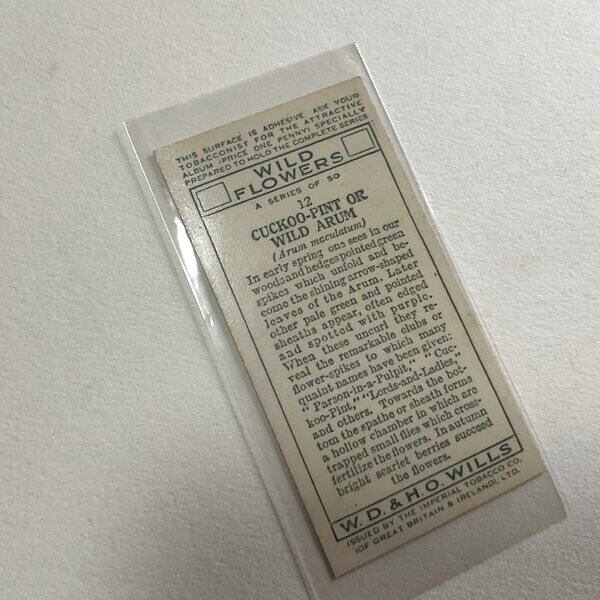 THIS SURFACE IS ADHESIVE ASK YOUR
TOBACCONIST FOR THE ATTRACTIVE
ALBUM (PRICE ONE PENNY) SPECIALLY
PREPARED TO HOLD THE COMPLETE SERIES
WILD
FLOWERS
A SERIES OF 50
12
CUCKOO-PINT OR
WILD ARUM
(Arum maculatum)
In early spring one sees in our
woods and hedges pointed green
spikes which unfold and be-
come the shining arrow-shaped
leaves of the Arum. Later
other pale green and pointed
sheaths appear, often edged
and spotted with purple.
When these uncurl they re-
veal the remarkable clubs or
flower-spikes to which many
quaint names have been given:
"Parson-in-a-Pulpit," "Cuc-
koo-Pint," "Lords-and-Ladies,"
and others. Towards the bot-
tom the spathe or sheath forms
a hollow chamber in which are
trapped small flies which cross-
fertilize the flowers. In autumn
bright scarlet berries succeed
the flowers.
W.D. & H.O. WILLS
ISSUED BY THE IMPERIAL TOBACCO CO.
(OF GREAT BRITAIN & IRELAND), LTD.